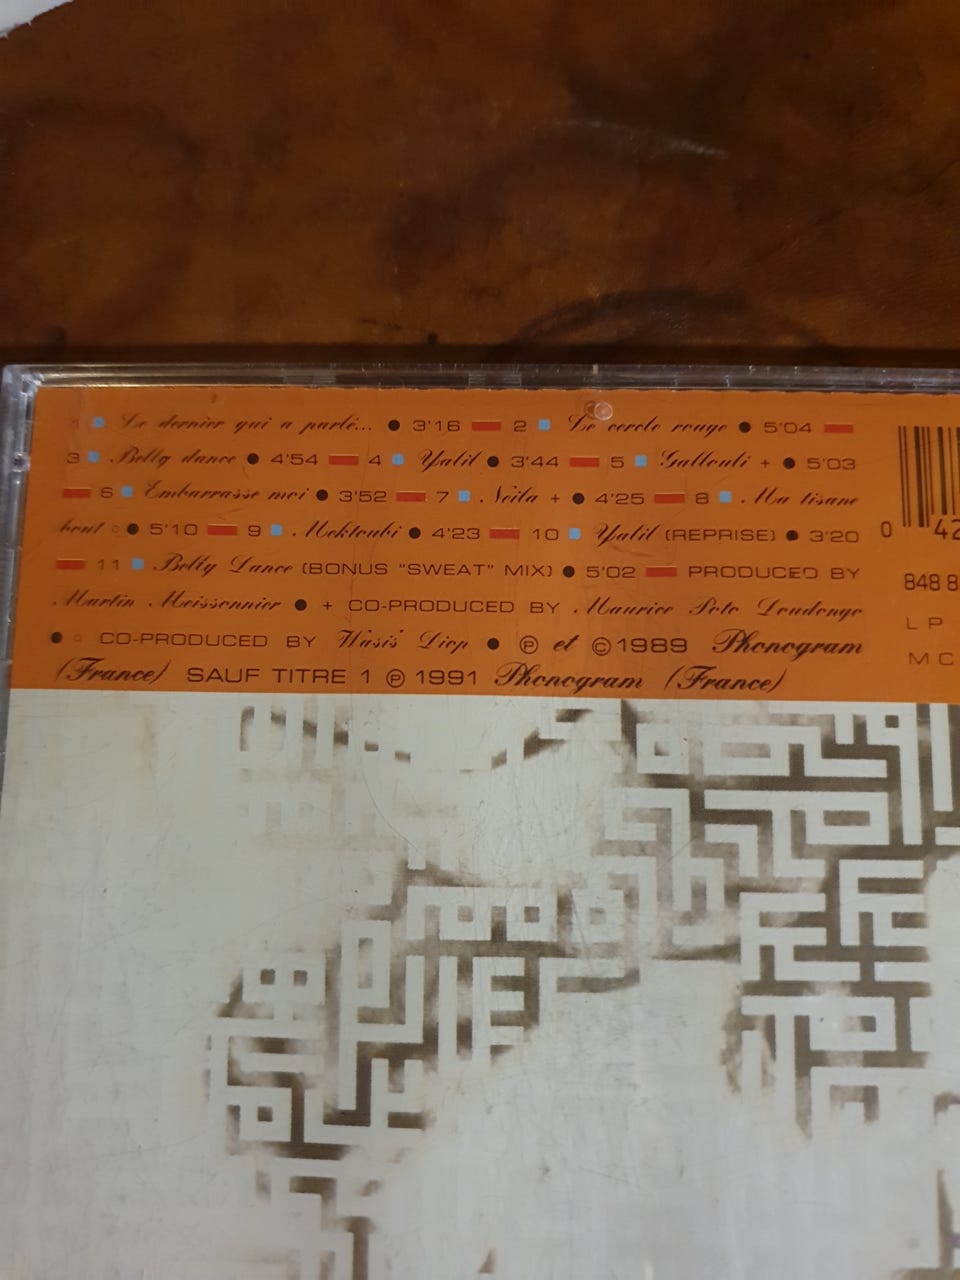 1 Le dernier qui a parlé... ● 3'16 2 Le cercle rouge ● 5'04
3 Belly dance ● 4'54 4 Yalil ● 3'44 5 Gallouli + ● 5'03
6 Embarrasse moi ● 3'52 7 Neila + ● 4'25 8 Ma tisane
bout ○ ● 5'10 9 Mektoubi ● 4'23 10 Yalil (REPRISE) ● 3'20
11 Belly Dance (BONUS "SWEAT" MIX) ● 5'02 PRODUCED BY
Martin Meissonnier ● + CO-PRODUCED BY Maurice Poto Doudongo
● ○ CO-PRODUCED BY Wasis Diop ● ℗ et © 1989 Phonogram
(France) SAUF TITRE 1 ℗ 1991 Phonogram (France)
0 42
848 8
LP
MC